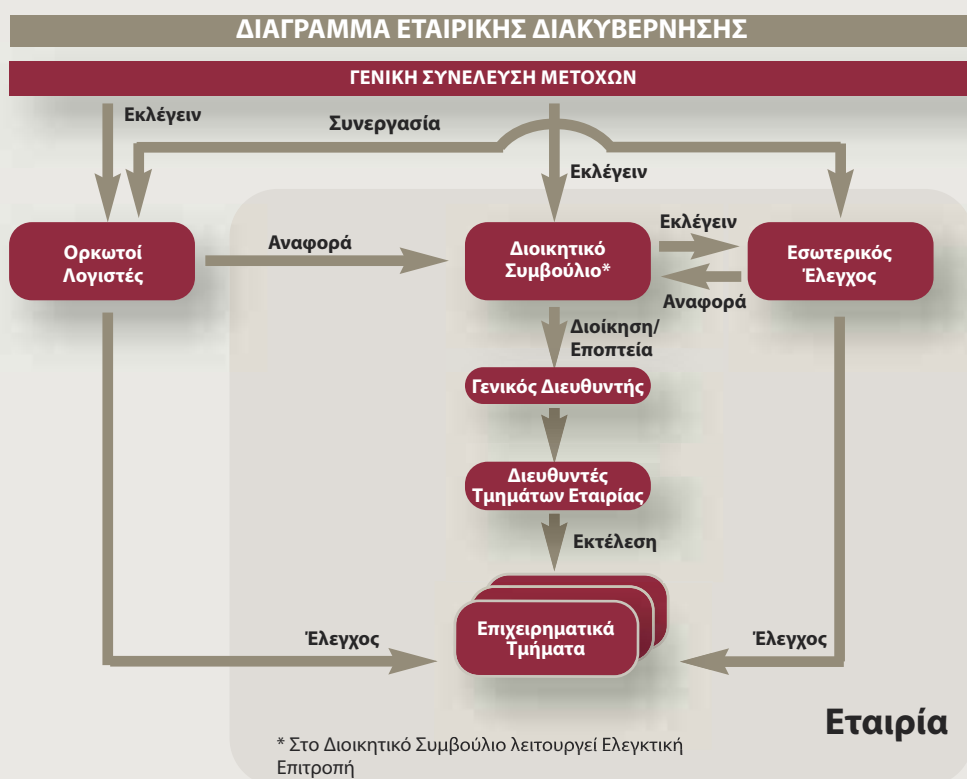 ΔΙΑΓΡΑΜΜΑ ΕΤΑΙΡΙΚΗΣ ΔΙΑΚΥΒΕΡΝΗΣΗΣ
ΓΕΝΙΚΗ ΣΥΝΕΛΕΥΣΗ ΜΕΤΟΧΩΝ
Εκλέγειν
Συνεργασία
Εκλέγειν
Ορκωτοί
Λογιστές
Αναφορά
Διοικητικό
Συμβούλιο*
Εκλέγειν
Αναφορά
Εσωτερικός
Έλεγχος
Διοίκηση/
Εποπτεία
Γενικός Διευθυντής
Διευθυντές
Τμημάτων Εταιρίας
Εκτέλεση
Έλεγχος
Επιχειρηματικά
Τμήματα
Έλεγχος
Εταιρία
* Στο Διοικητικό Συμβούλιο λειτουργεί Ελεγκτική
Επιτροπή